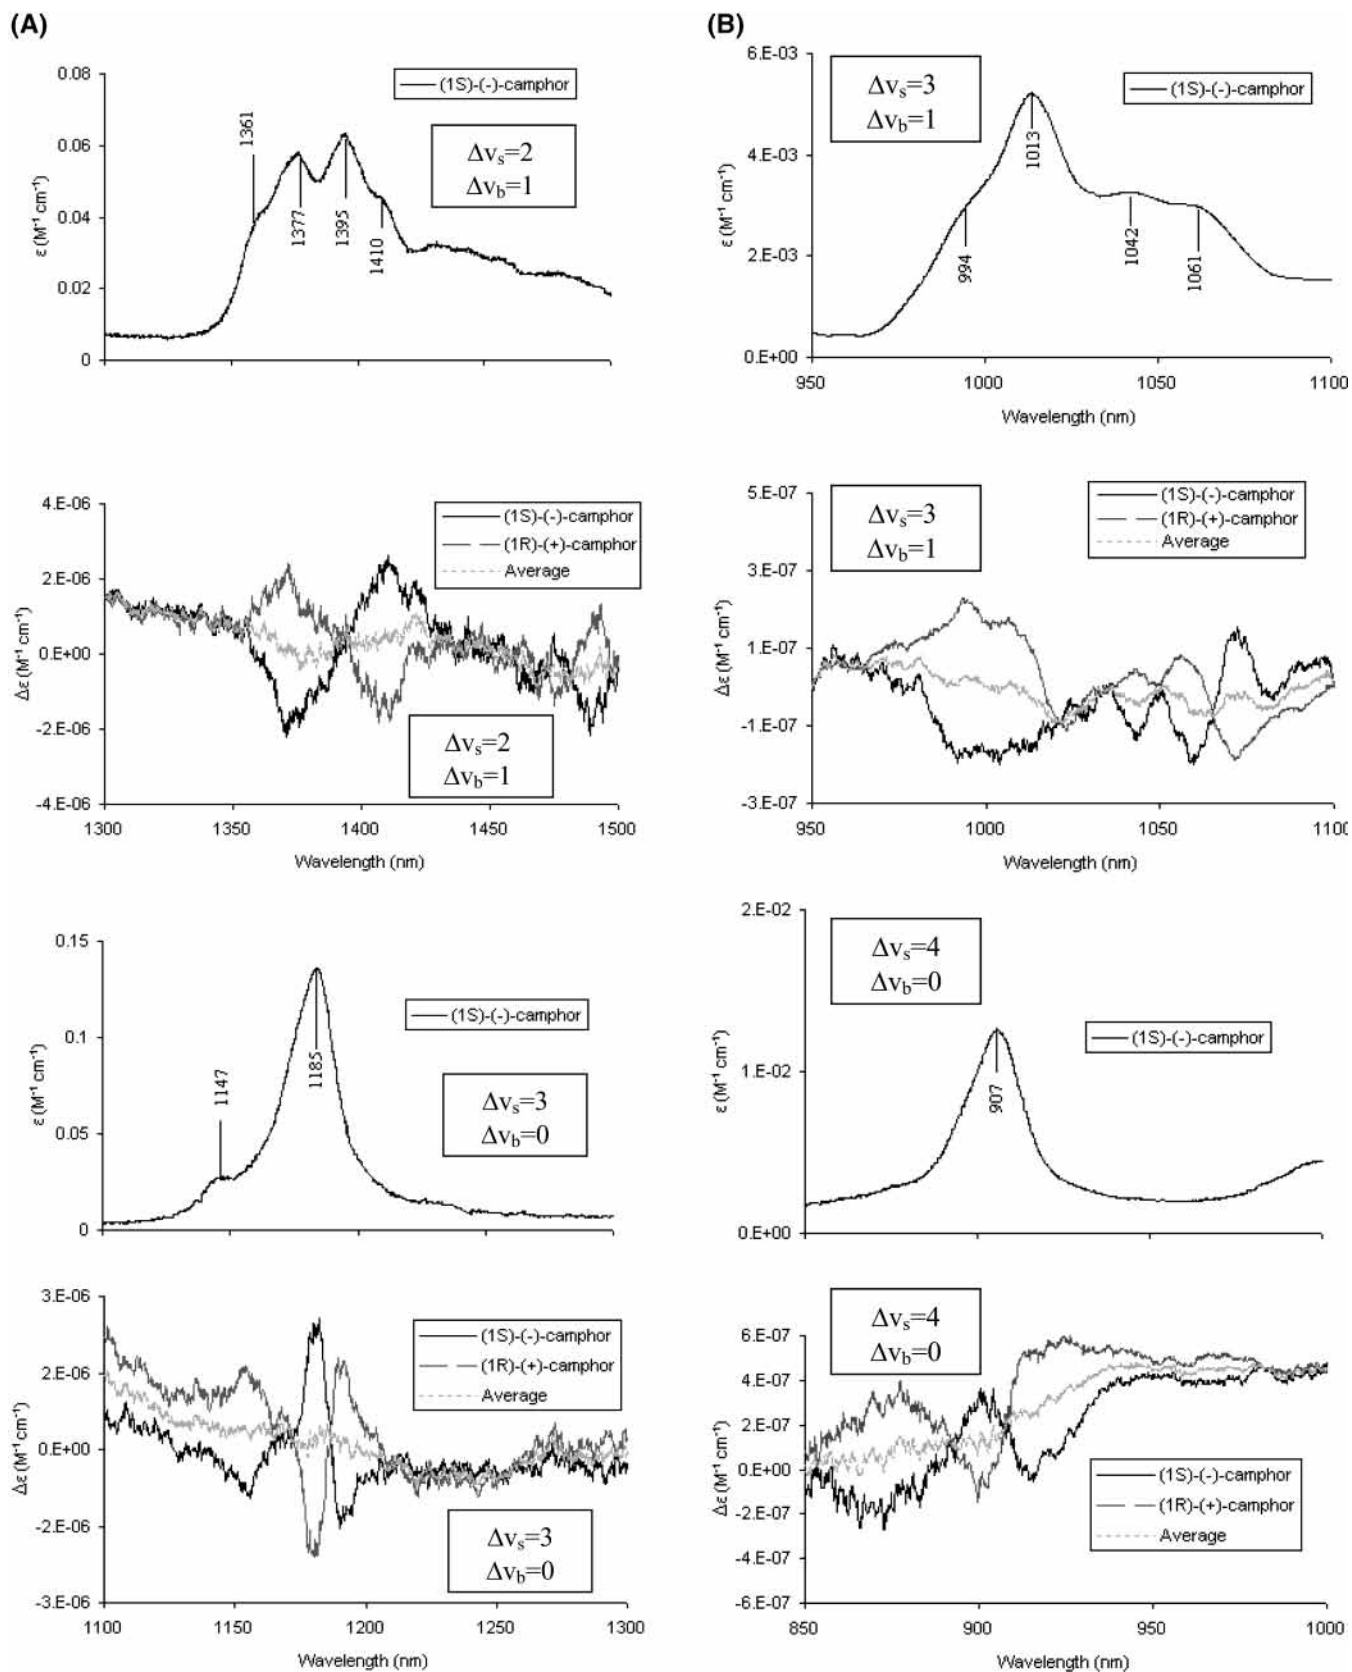 (A)
0.08
0.06
0.04
0.02
0
ε (M⁻¹ cm⁻¹)
(1S)-(-)-camphor
Δvₛ=2
Δv_b=1
1361
1377
1395
1410
4.E-06
2.E-06
0.E+00
-2.E-06
-4.E-06
Δε (M⁻¹ cm⁻¹)
(1S)-(-)-camphor
(1R)-(+)-camphor
Average
Δvₛ=2
Δv_b=1
1300 1350 1400 1450 1500
Wavelength (nm)
0.15
0.1
0.05
0
ε (M⁻¹ cm⁻¹)
(1S)-(-)-camphor
Δvₛ=3
Δv_b=0
1147
1185
3.E-06
2.E-06
0.E+00
-2.E-06
-3.E-06
Δε (M⁻¹ cm⁻¹)
(1S)-(-)-camphor
(1R)-(+)-camphor
Average
Δvₛ=3
Δv_b=0
1100 1150 1200 1250 1300
Wavelength (nm)
(B)
6.E-03
4.E-03
2.E-03
0.E+00
ε (M⁻¹ cm⁻¹)
Δvₛ=3
Δv_b=1
(1S)-(-)-camphor
994
1013
1042
1061
950 1000 1050 1100
Wavelength (nm)
5.E-07
3.E-07
1.E-07
-1.E-07
-3.E-07
Δε (M⁻¹ cm⁻¹)
Δvₛ=3
Δv_b=1
(1S)-(-)-camphor
(1R)-(+)-camphor
Average
950 1000 1050 1100
Wavelength (nm)
2.E-02
1.E-02
0.E+00
ε (M⁻¹ cm⁻¹)
Δvₛ=4
Δv_b=0
(1S)-(-)-camphor
907
6.E-07
4.E-07
2.E-07
0.E+00
-2.E-07
-4.E-07
-6.E-07
Δε (M⁻¹ cm⁻¹)
Δvₛ=4
Δv_b=0
(1S)-(-)-camphor
(1R)-(+)-camphor
Average
850 900 950 1000
Wavelength (nm)